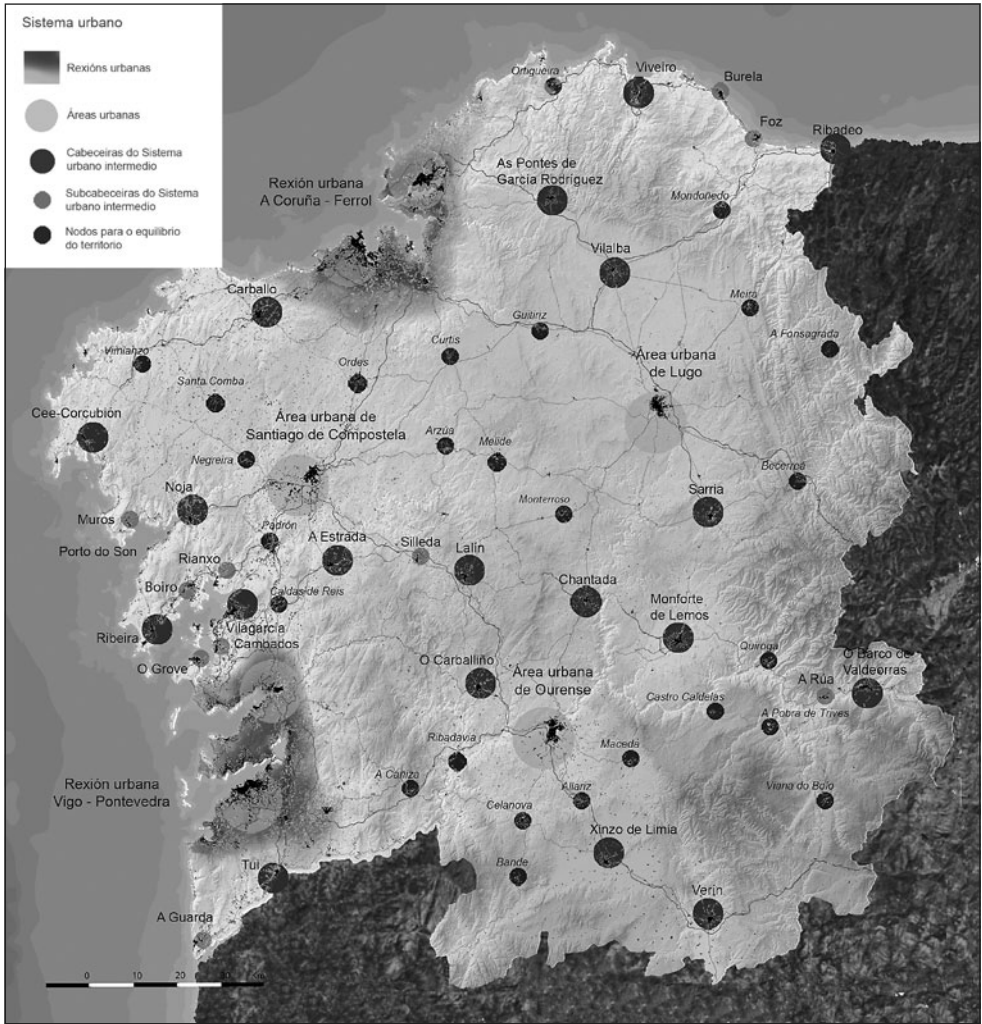 Sistema urbano
Rexións urbanas
Áreas urbanas
Cabeceiras do Sistema
urbano intermedio
Subcabeceiras do Sistema
urbano intermedio
Nodos para o equilibrio
do territorio
Ortigueira
Viveiro
Burela
Foz
Ribadeo
As Pontes de
García Rodríguez
Rexión urbana
A Coruña - Ferrol
Mondoñedo
Vilalba
Carballo
Meira
Guitiriz
A Fonsagrada
Curtis
Vimianzo
Ordes
Área urbana
de Lugo
Santa Comba
Cee-Corcubión
Área urbana de
Santiago de Compostela
Arzúa
Melide
Negreira
Becerreá
Noja
Sarria
Monterroso
Muros
Padrón
Porto do Son
A Estrada
Silleda
Lalín
Rianxo
Boiro
Chantada
Caldas de Reis
Monforte
de Lemos
Vilagarcía
Ribeira
Cambados
O Grove
Quiroga
O Barco de
Valdeorras
O Carballiño
Área urbana
de Ourense
A Rúa
Castro Caldelas
A Pobra de Trives
Ribadavia
Maceda
Rexión urbana
Vigo - Pontevedra
A Cañiza
Allariz
Viana do Bolo
Celanova
Xinzo de Limia
Tui
Bande
Verín
A Guarda
0 10 20 30